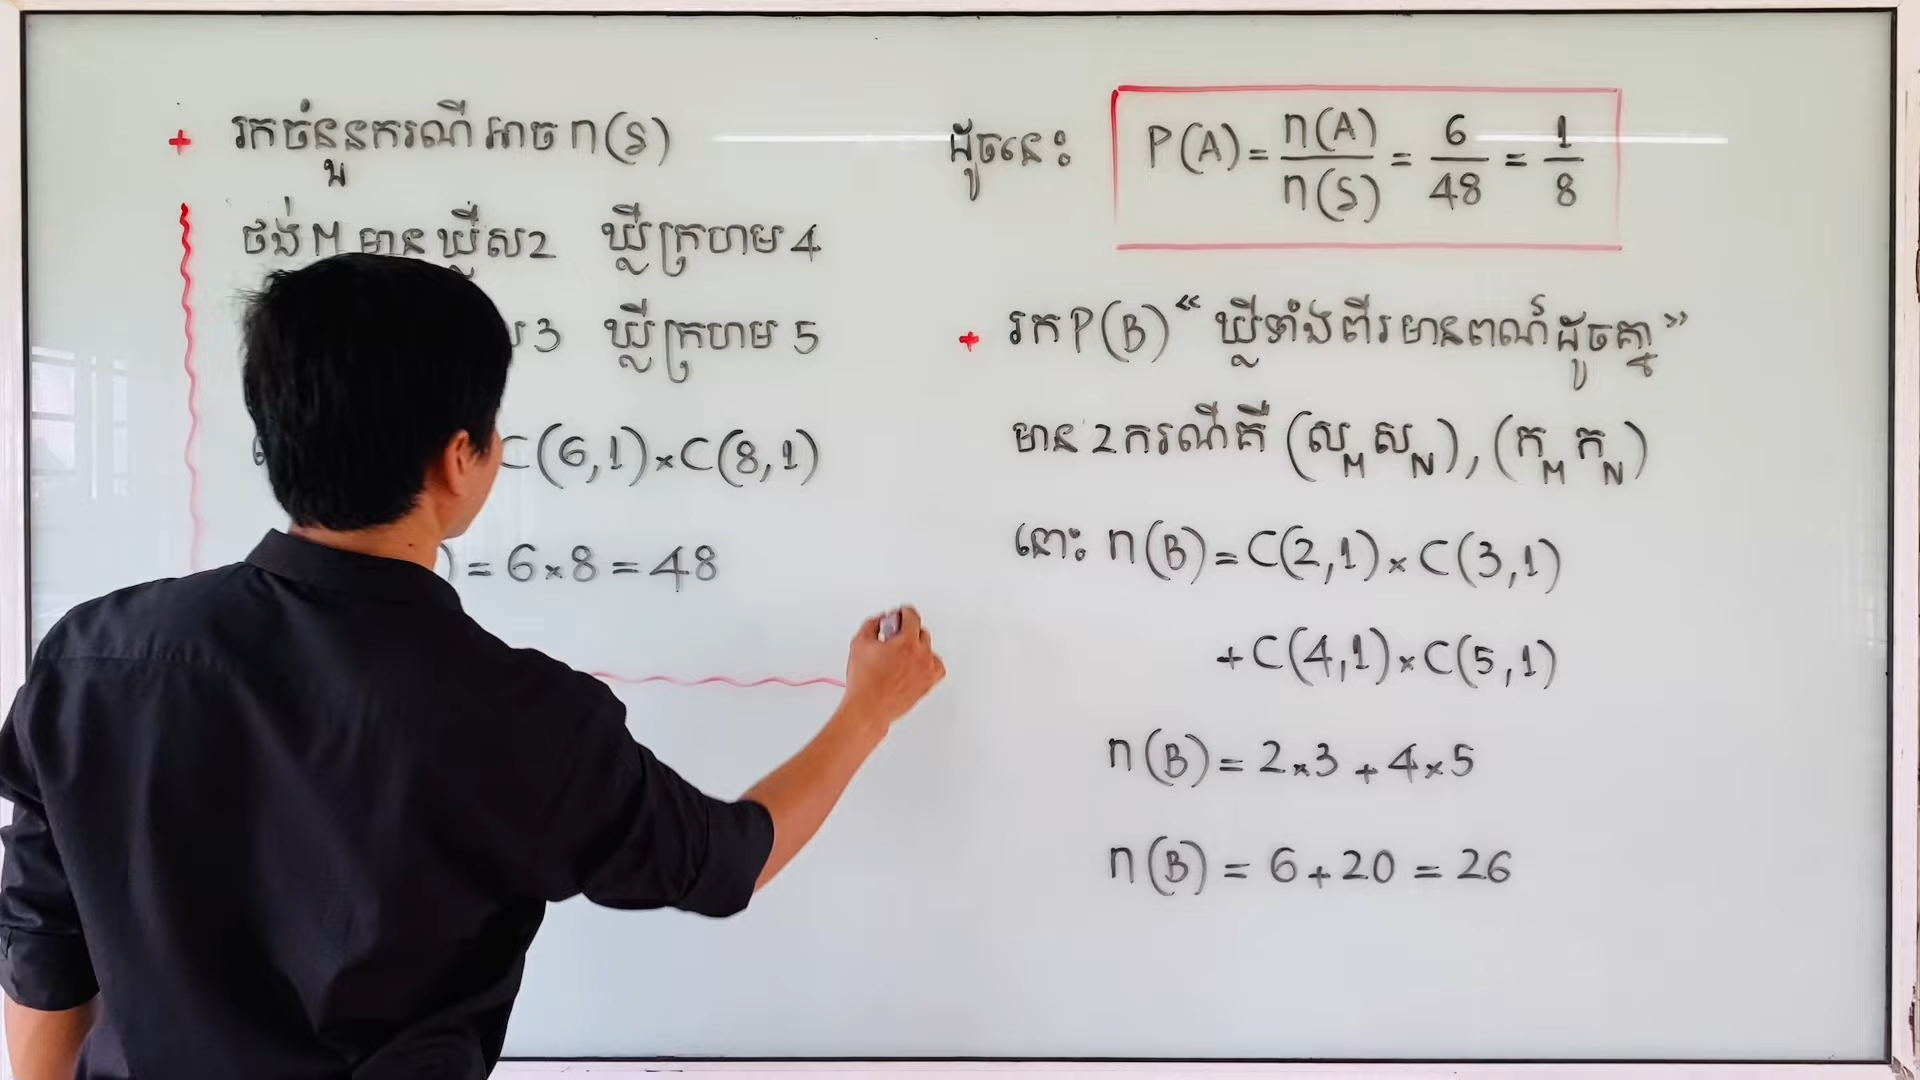 + រកចំនួនករណីអាច n(S)
ថង់ M មានឃ្លីស2 ឃ្លីក្រហម 4
3 ឃ្លីក្រហម 5
C(6,1)×C(8,1)
) = 6×8 = 48
ដូចនេះ P(A) = n(A)/n(S) = 6/48 = 1/8
+ រក P(B) “ឃ្លីទាំងពីរមានពណ៌ដូចគ្នា”
មាន 2 ករណីគឺ (ស_M ស_N), (ក_M ក_N)
នោះ n(B) = C(2,1)×C(3,1)
+ C(4,1)×C(5,1)
n(B) = 2×3 + 4×5
n(B) = 6+20 = 26